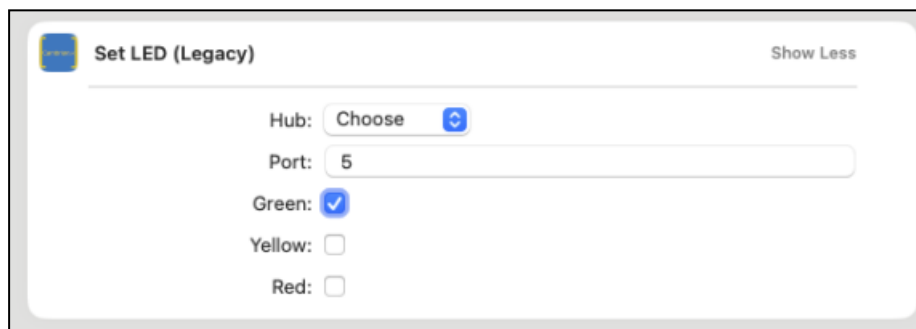 Set LED (Legacy) Show Less
Hub: Choose
Port: 5
Green:
Yellow:
Red: